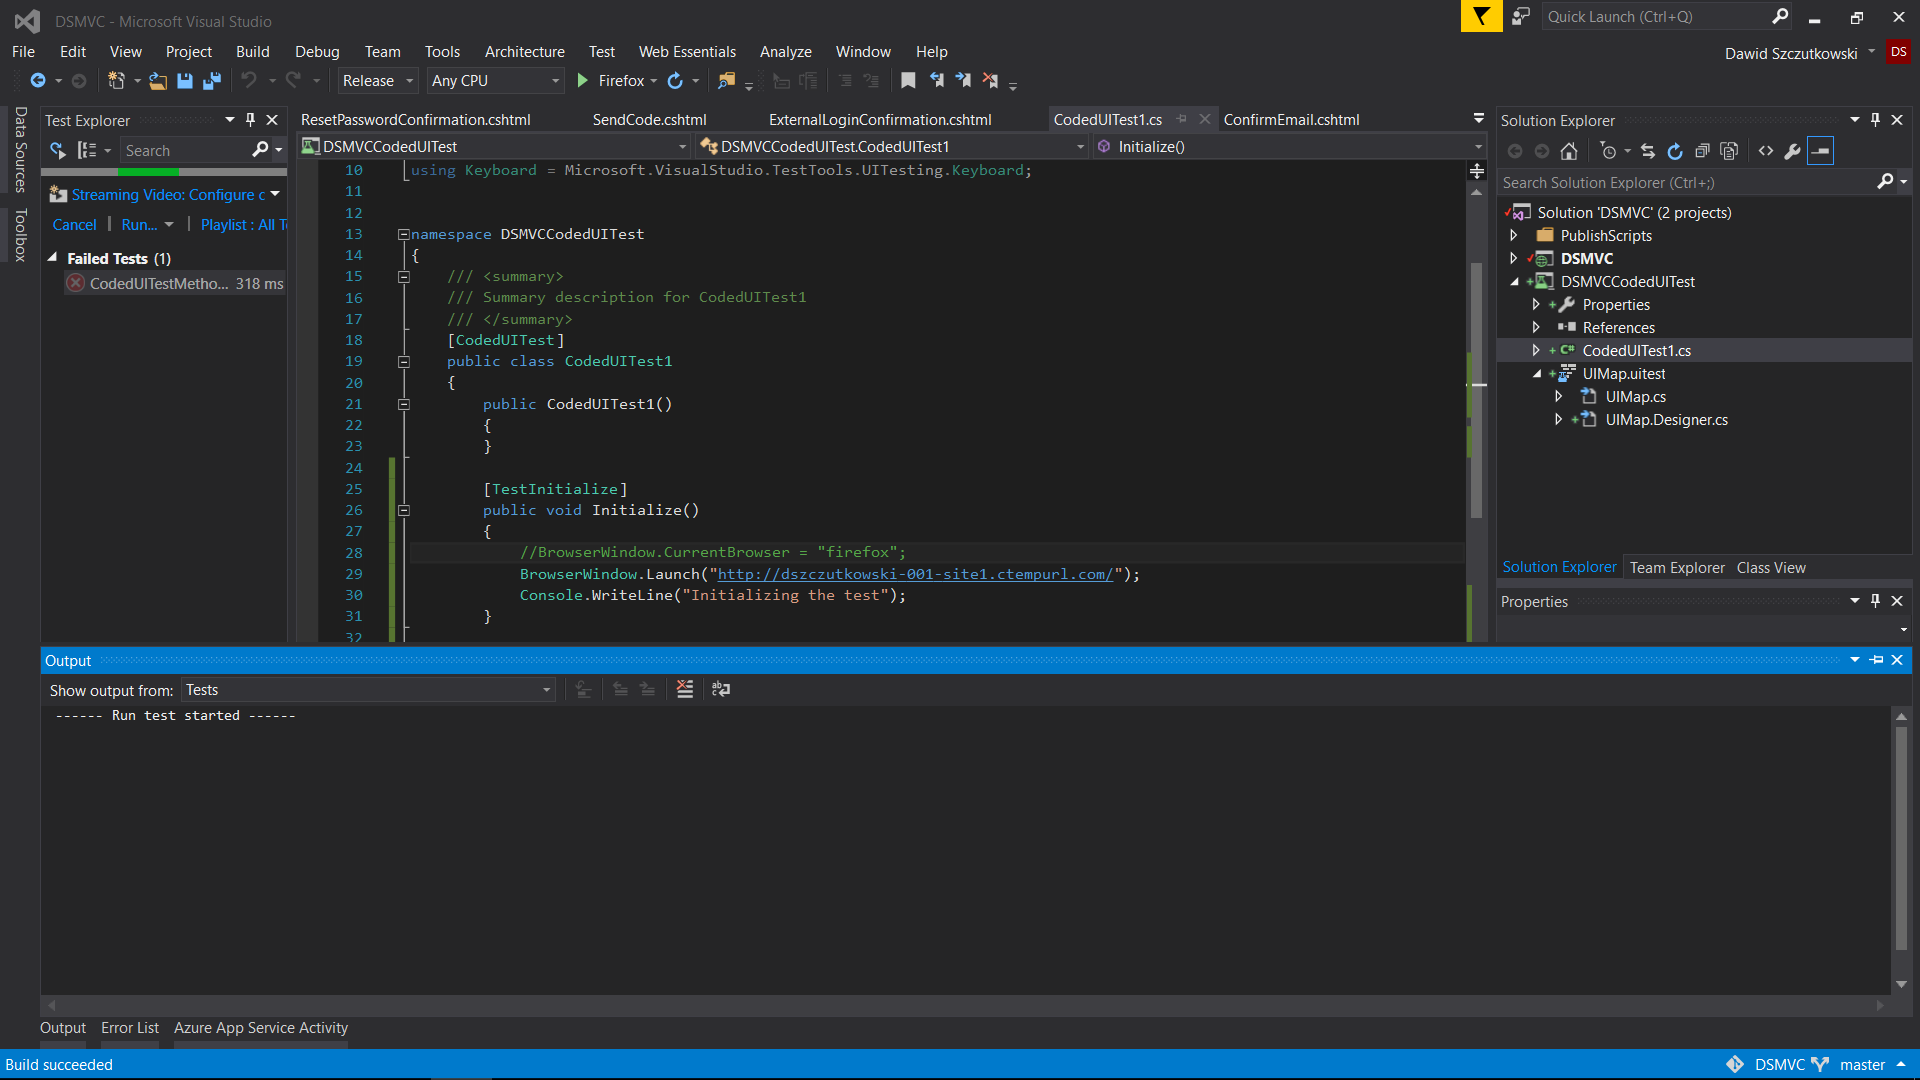 DSMVC - Microsoft Visual Studio
Quick Launch (Ctrl+Q)
File Edit View Project Build Debug Team Tools Architecture Test Web Essentials Analyze Window Help
Dawid Szczutkowski DS
Release Any CPU Firefox
Data Sources
Toolbox
Test Explorer
Search
Streaming Video: Configure c
Cancel Run... Playlist : All T
Failed Tests (1)
CodedUITestMetho... 318 ms
ResetPasswordConfirmation.cshtml SendCode.cshtml ExternalLoginConfirmation.cshtml CodedUITest1.cs ConfirmEmail.cshtml
DSMVCCodedUITest DSMVCCodedUITest.CodedUITest1 Initialize()
10 using Keyboard = Microsoft.VisualStudio.TestTools.UITesting.Keyboard;
11
12
13 namespace DSMVCCodedUITest
14 {
15 /// <summary>
16 /// Summary description for CodedUITest1
17 /// </summary>
18 [CodedUITest]
19 public class CodedUITest1
20 {
21 public CodedUITest1()
22 {
23 }
24
25 [TestInitialize]
26 public void Initialize()
27 {
28 //BrowserWindow.CurrentBrowser = "firefox";
29 BrowserWindow.Launch("http://dszczutkowski-001-site1.ctempurl.com/");
30 Console.WriteLine("Initializing the test");
31 }
32
Solution Explorer
Search Solution Explorer (Ctrl+;)
Solution 'DSMVC' (2 projects)
PublishScripts
DSMVC
DSMVCCodedUITest
Properties
References
C# CodedUITest1.cs
UIMap.uitest
UIMap.cs
UIMap.Designer.cs
Solution Explorer Team Explorer Class View
Properties
Output
Show output from: Tests
------ Run test started ------
Output Error List Azure App Service Activity
Build succeeded
DSMVC master